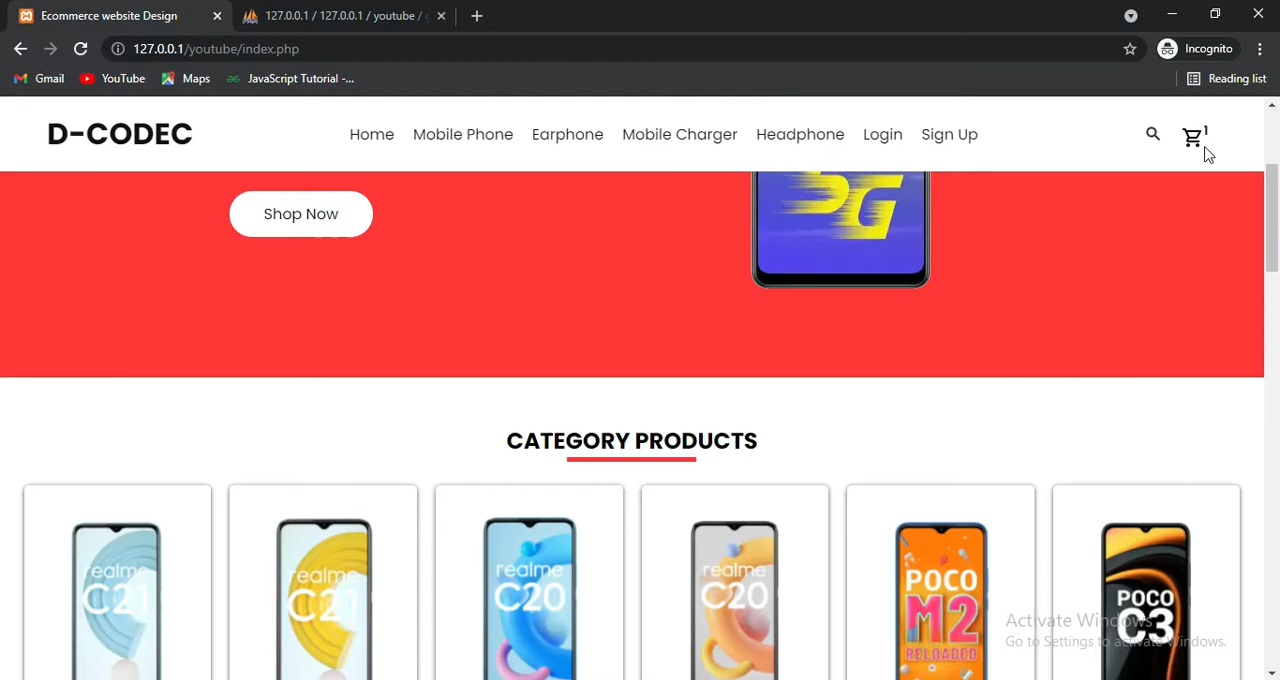 Ecommerce website Design
127.0.0.1 / 127.0.0.1 / youtube /
127.0.0.1/youtube/index.php
Incognito
Gmail
YouTube
Maps
JavaScript Tutorial -...
Reading list
D-CODEC
Home
Mobile Phone
Earphone
Mobile Charger
Headphone
Login
Sign Up
1
Shop Now
5G
CATEGORY PRODUCTS
realme
C21
realme
C21
realme
C20
realme
C20
POCO
M2
RELOADED
POCO
C3
Activate Windows
Go to Settings to activate Windows.